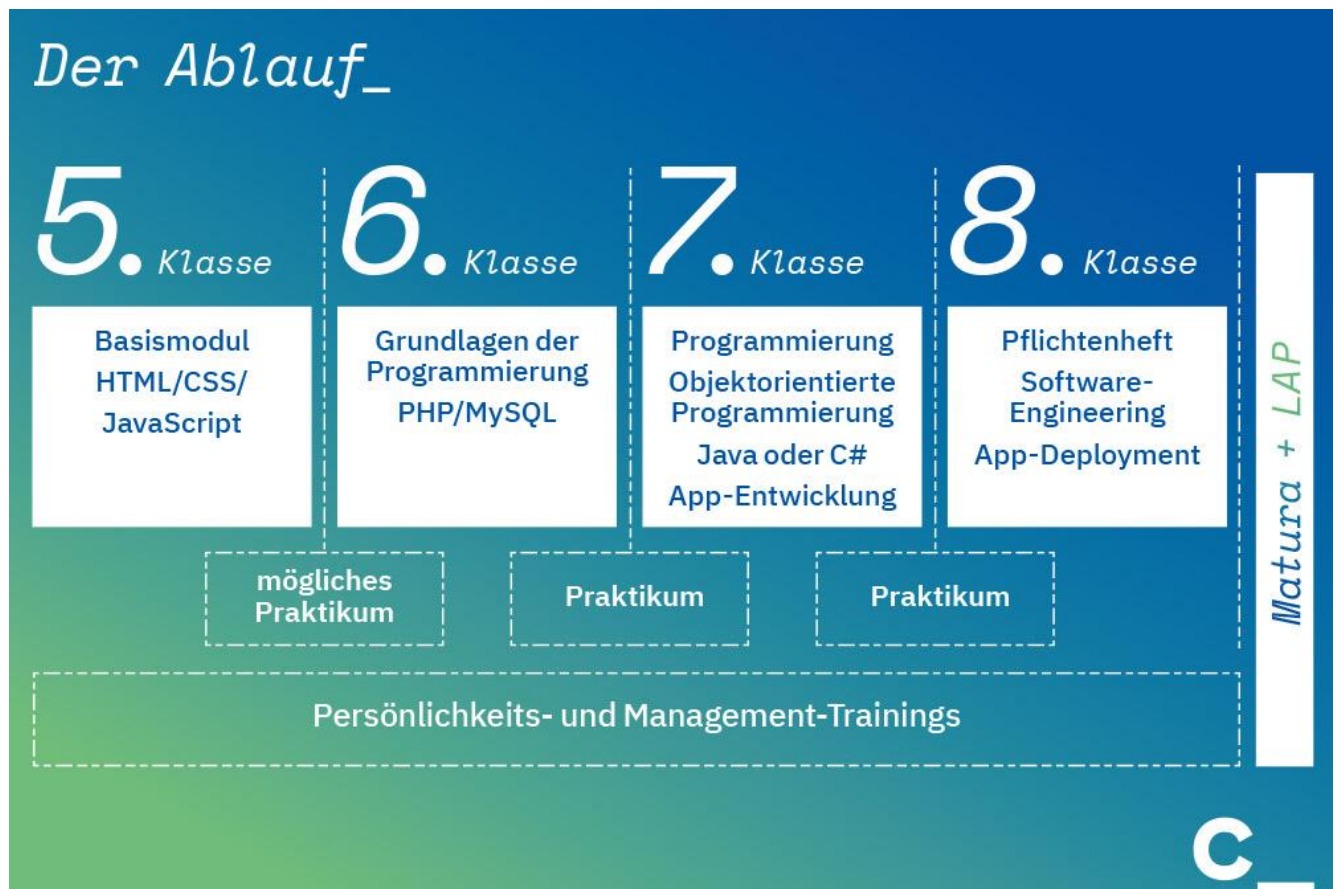 Der Ablauf_
5. Klasse
Basismodul
HTML/CSS/
JavaScript
6. Klasse
Grundlagen der
Programmierung
PHP/MySQL
7. Klasse
Programmierung
Objektorientierte
Programmierung
Java oder C#
App-Entwicklung
8. Klasse
Pflichtenheft
Software-
Engineering
App-Deployment
mögliches
Praktikum
Praktikum
Praktikum
Persönlichkeits- und Management-Trainings
Matura + LAP
C_